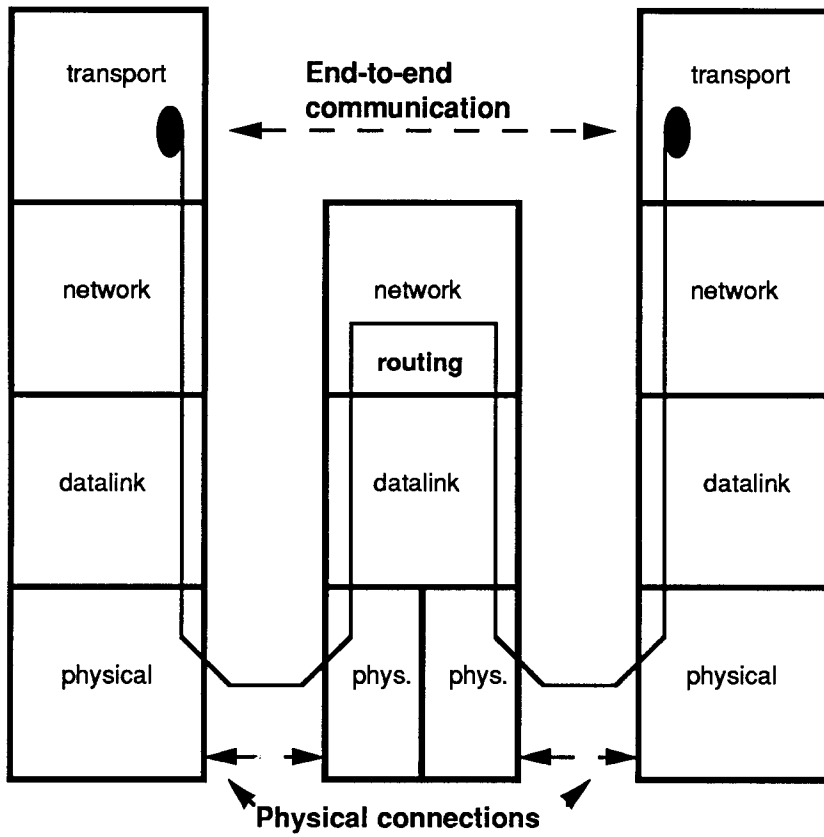 transport
End-to-end
communication
transport
network
network
network
routing
datalink
datalink
datalink
physical
phys.
phys.
physical
Physical connections